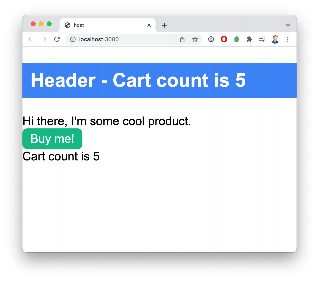 host
localhost:3000
Header - Cart count is 5
Hi there, I'm some cool product.
Buy me!
Cart count is 5